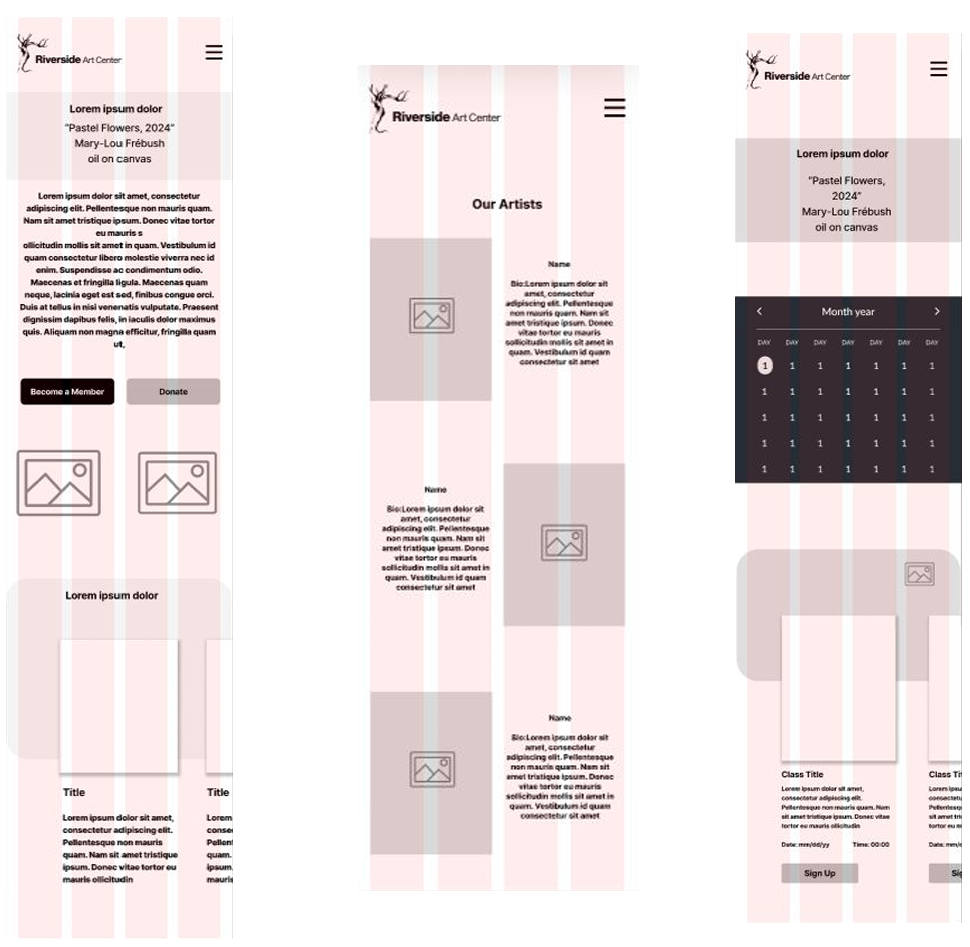 Riverside Art Center
Lorem ipsum dolor
"Pastel Flowers, 2024"
Mary-Lou Frébush
oil on canvas
Lorem ipsum dolor sit amet, consectetur
adipiscing elit. Pellentesque non mauris quam.
Nam sit amet tristique ipsum. Donec vitae tortor
eu mauris s
ollicitudin mollis sit amet in quam. Vestibulum id
quam consectetur libero molestie viverra nec id
enim. Suspendisse ac condimentum odio.
Maecenas et fringilla ligula. Maecenas quam
neque, lacinia eget est sed, finibus congue orci.
Duis at tellus in nisi venenatis vulputate. Praesent
dignissim dapibus felis, in iaculis dolor maximus
quis. Aliquam non magna efficitur, fringilla quam
ut,
Become a Member
Donate
Lorem ipsum dolor
Title
Lorem ipsum dolor sit amet,
consectetur adipiscing elit.
Pellentesque non mauris
quam. Nam sit amet tristique
ipsum. Donec vitae tortor eu
mauris ollicitudin
Title
Lorem
consec
Pellent
quam.
ipsum.
mauris
Riverside Art Center
Our Artists
Name
Bio:Lorem ipsum dolor sit
amet, consectetur
adipiscing elit. Pellentesque
non mauris quam. Nam sit
amet tristique ipsum. Donec
vitae tortor eu mauris
sollicitudin mollis sit amet in
quam. Vestibulum id quam
consectetur sit amet
Name
Bio:Lorem ipsum dolor sit
amet, consectetur
adipiscing elit. Pellentesque
non mauris quam. Nam sit
amet tristique ipsum. Donec
vitae tortor eu mauris
sollicitudin mollis sit amet in
quam. Vestibulum id quam
consectetur sit amet
Name
Bio:Lorem ipsum dolor sit
amet, consectetur
adipiscing elit. Pellentesque
non mauris quam. Nam sit
amet tristique ipsum. Donec
vitae tortor eu mauris
sollicitudin mollis sit amet in
quam. Vestibulum id quam
consectetur sit amet
Riverside Art Center
Lorem ipsum dolor
"Pastel Flowers,
2024"
Mary-Lou Frébush
oil on canvas
Month year
DAY DAY DAY DAY DAY DAY DAY
1 1 1 1 1 1 1
1 1 1 1 1 1 1
1 1 1 1 1 1 1
1 1 1 1 1 1 1
1 1 1 1 1 1 1
Class Title
Lorem ipsum dolor sit amet,
consectetur adipiscing elit.
Pellentesque non mauris quam. Nam
sit amet tristique ipsum. Donec vitae
tortor eu mauris ollicitudin
Date: mm/dd/yy Time: 00:00
Sign Up
Class Tit
Lorem ipsu
consectetu
Pellentesq
sit amet tri
tortor eu m
Date: mm/d
Sig